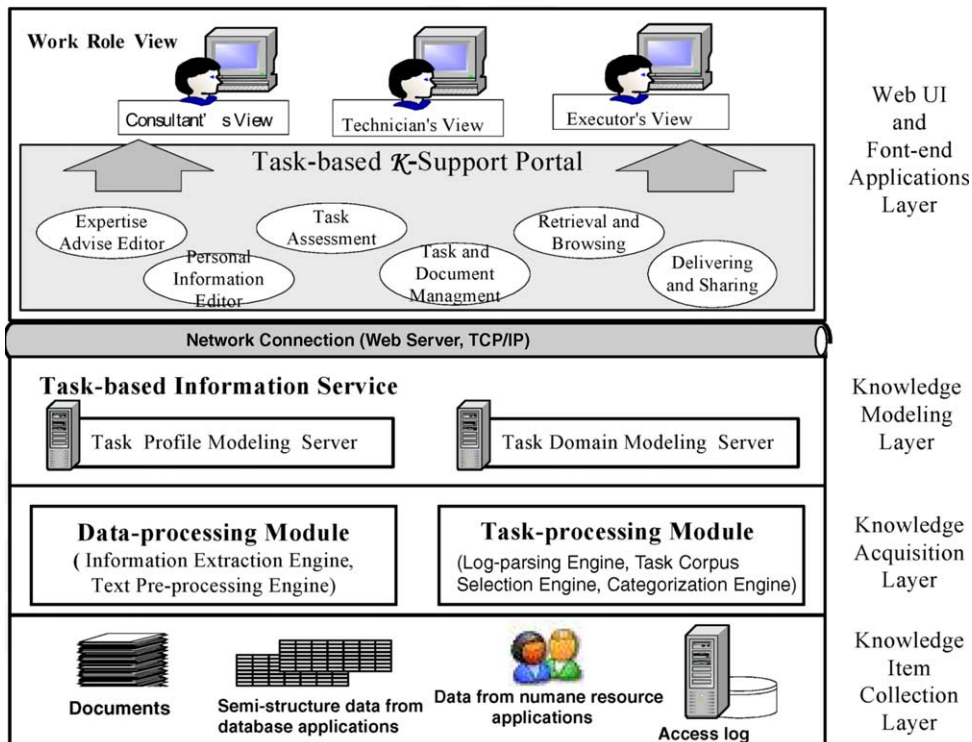 Work Role View
Consultant's View
Technician's View
Executor's View
Web UI
and
Font-end
Applications
Layer
Task-based K-Support Portal
Expertise
Advise Editor
Personal
Information
Editor
Task
Assessment
Task and
Document
Managment
Retrieval and
Browsing
Delivering
and Sharing
Network Connection (Web Server, TCP/IP)
Task-based Information Service
Task Profile Modeling Server
Task Domain Modeling Server
Knowledge
Modeling
Layer
Data-processing Module
( Information Extraction Engine,
Text Pre-processing Engine)
Task-processing Module
(Log-parsing Engine, Task Corpus
Selection Engine, Categorization Engine)
Knowledge
Acquisition
Layer
Documents
Semi-structure data from
database applications
Data from numane resource
applications
Access log
Knowledge
Item
Collection
Layer